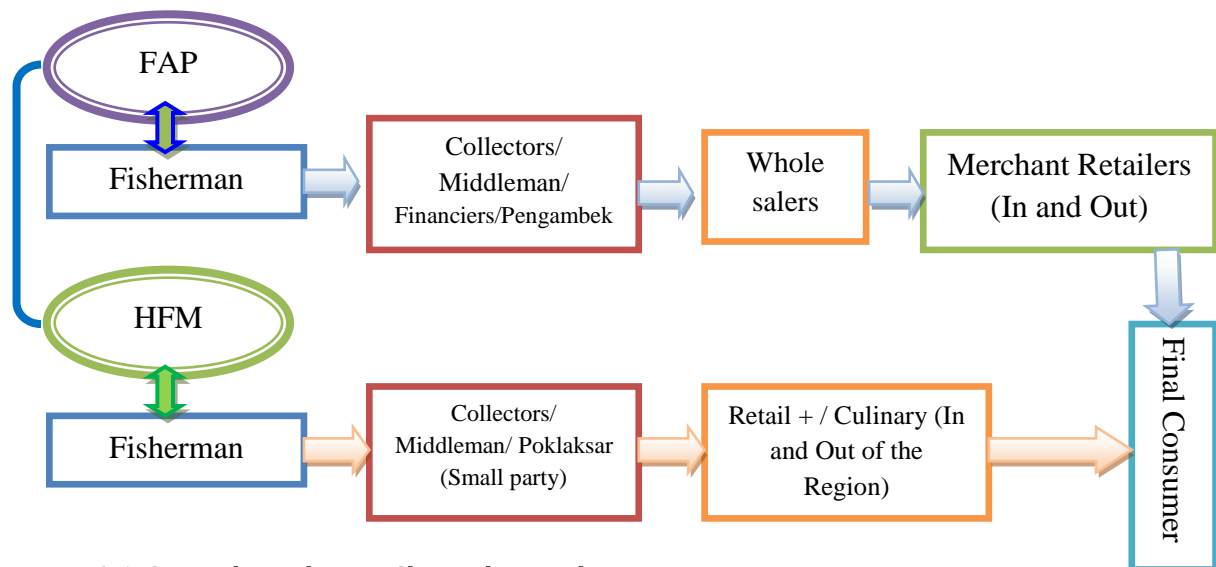 FAP
Fisherman
Collectors/
Middleman/
Financiers/Pengambek
Whole
salers
Merchant Retailers
(In and Out)
HFM
Fisherman
Collectors/
Middleman/ Poklaksar
(Small party)
Retail + / Culinary (In
and Out of the
Region)
Final Consumer